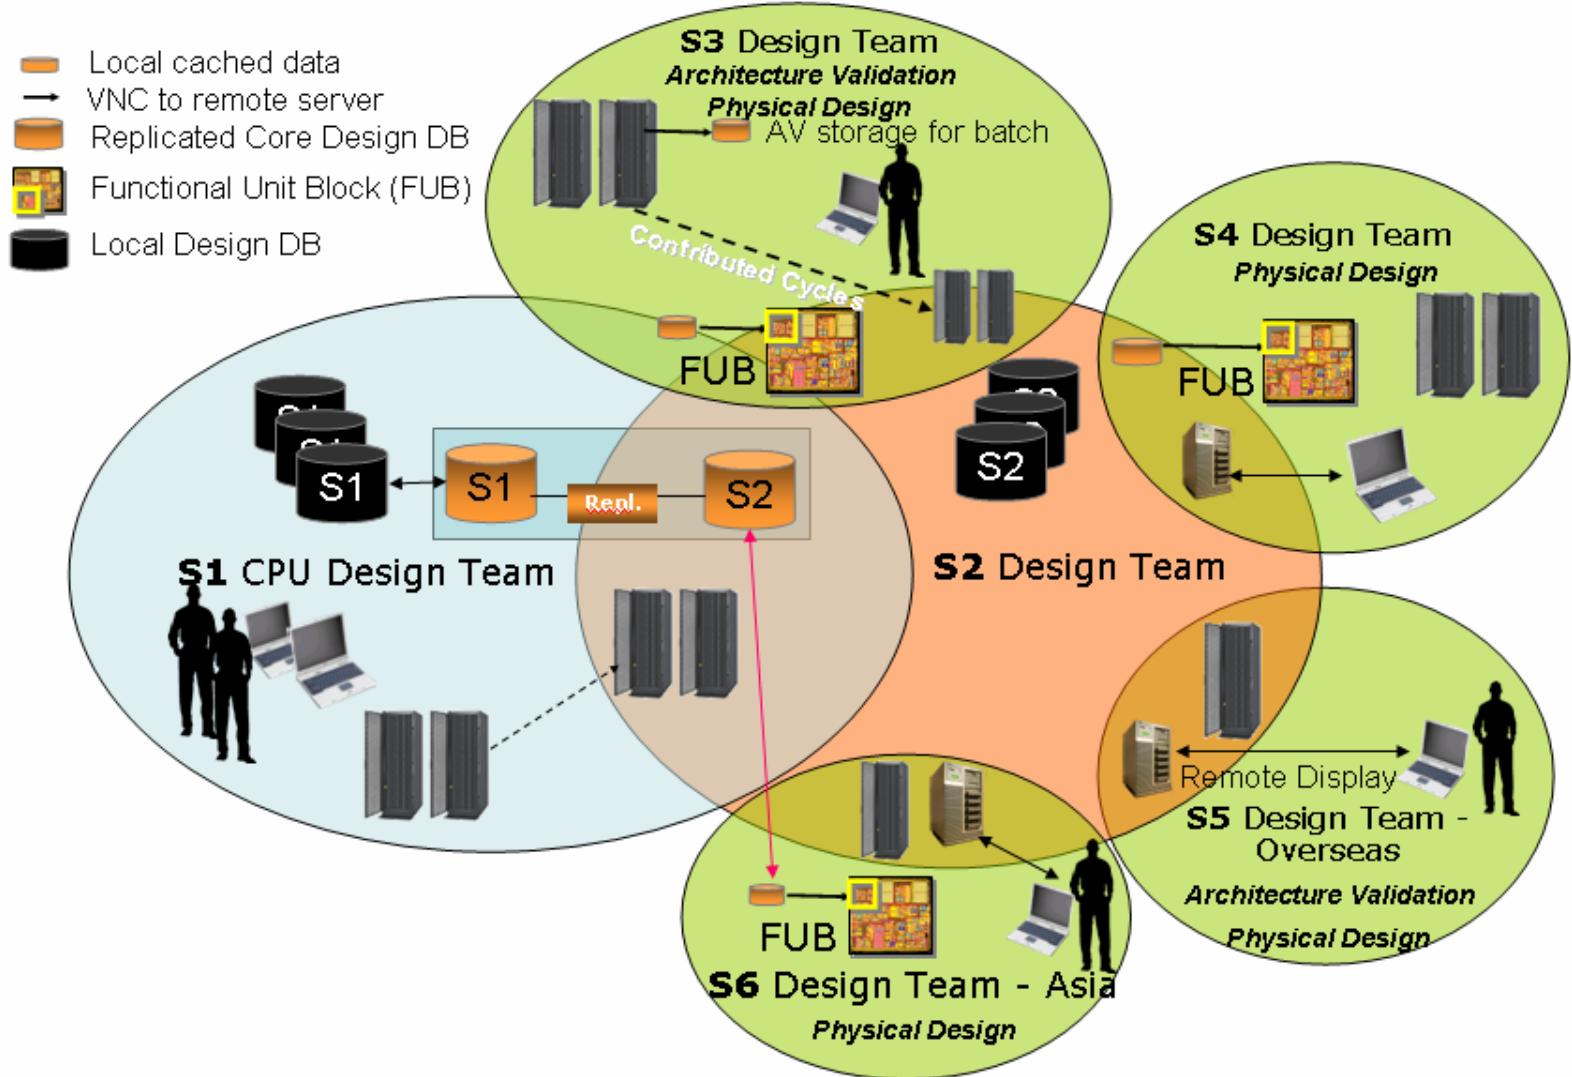 Local cached data
VNC to remote server
Replicated Core Design DB
Functional Unit Block (FUB)
Local Design DB
S3 Design Team
Architecture Validation
Physical Design
AV storage for batch
Contributed Cycles
FUB
S4 Design Team
Physical Design
FUB
S1
S1
Repl.
S2
S2
S1 CPU Design Team
S2 Design Team
Remote Display
S5 Design Team -
Overseas
Architecture Validation
Physical Design
FUB
S6 Design Team - Asia
Physical Design